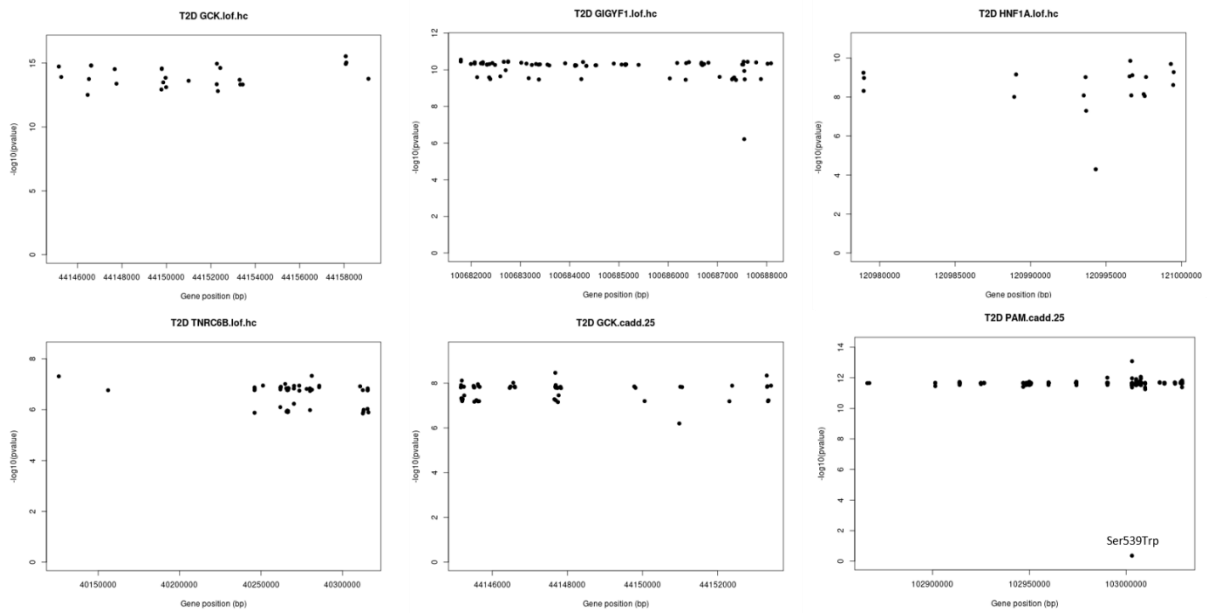 T2D GCK.lof.hc
-log10(pvalue)
0 5 10 15
44146000 44148000 44150000 44152000 44154000 44156000 44158000
Gene position (bp)
T2D GIGYF1.lof.hc
-log10(pvalue)
0 2 4 6 8 10 12
100682000 100683000 100684000 100685000 100686000 100687000 100688000
Gene position (bp)
T2D HNF1A.lof.hc
-log10(pvalue)
0 2 4 6 8 10
120980000 120985000 120990000 120995000 121000000
Gene position (bp)
T2D TNRC6B.lof.hc
-log10(pvalue)
0 2 4 6 8
40150000 40200000 40250000 40300000
Gene position (bp)
T2D GCK.cadd.25
-log10(pvalue)
0 2 4 6 8
44146000 44148000 44150000 44152000
Gene position (bp)
T2D PAM.cadd.25
-log10(pvalue)
0 2 4 6 8 10 12 14
Ser539Trp
102900000 102950000 103000000
Gene position (bp)